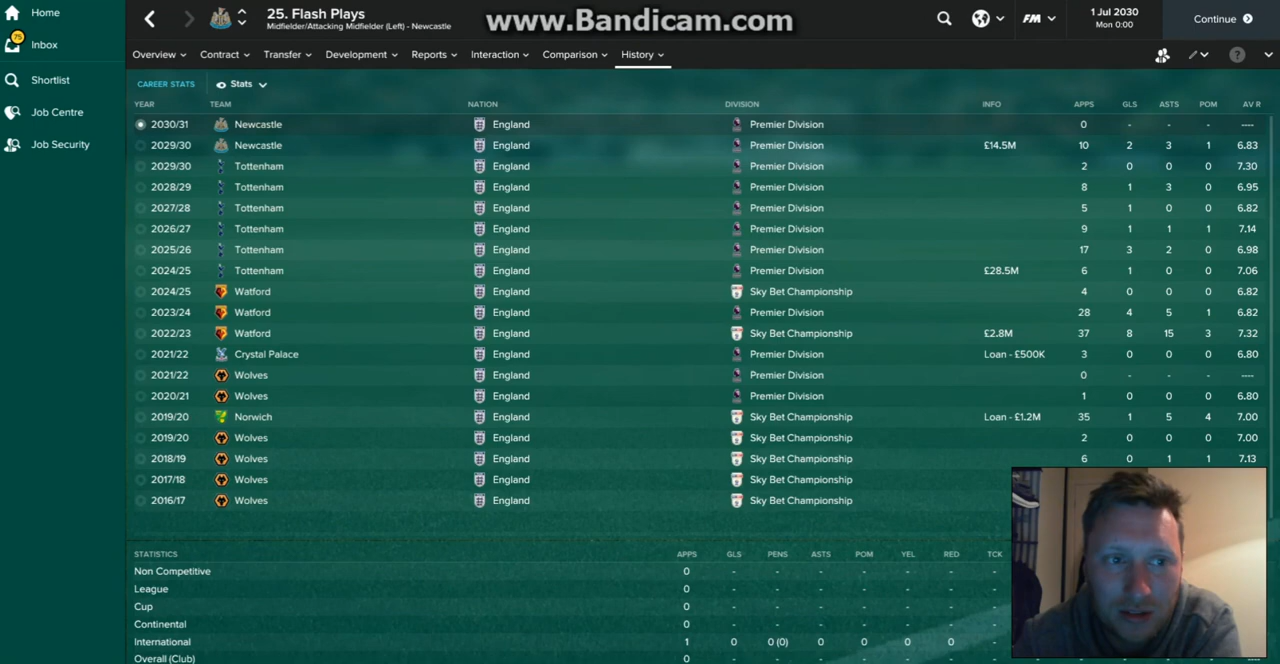 Home
75
Inbox
Shortlist
Job Centre
Job Security
25. Flash Plays
Midfielder/Attacking Midfielder (Left) - Newcastle
www.Bandicam.com
FM
1 Jul 2030
Mon 0:00
Continue
Overview Contract Transfer Development Reports Interaction Comparison History
?
CAREER STATS Stats
YEAR TEAM NATION DIVISION INFO APPS GLS ASTS POM AV R
2030/31 Newcastle England Premier Division 0 - - - ----
2029/30 Newcastle England Premier Division £14.5M 10 2 3 1 6.83
2029/30 Tottenham England Premier Division 2 0 0 0 7.30
2028/29 Tottenham England Premier Division 8 1 3 0 6.95
2027/28 Tottenham England Premier Division 5 1 0 0 6.82
2026/27 Tottenham England Premier Division 9 1 1 1 7.14
2025/26 Tottenham England Premier Division 17 3 2 0 6.98
2024/25 Tottenham England Premier Division £28.5M 6 1 0 0 7.06
2024/25 Watford England Sky Bet Championship 4 0 0 0 6.82
2023/24 Watford England Premier Division 28 4 5 1 6.82
2022/23 Watford England Sky Bet Championship £2.8M 37 8 15 3 7.32
2021/22 Crystal Palace England Premier Division Loan - £500K 3 0 0 0 6.80
2021/22 Wolves England Premier Division 0 - - - ----
2020/21 Wolves England Premier Division 1 0 0 0 6.80
2019/20 Norwich England Sky Bet Championship Loan - £1.2M 35 1 5 4 7.00
2019/20 Wolves England Sky Bet Championship 2 0 0 0 7.00
2018/19 Wolves England Sky Bet Championship 6 0 1 1 7.13
2017/18 Wolves England Sky Bet Championship
2016/17 Wolves England Sky Bet Championship
STATISTICS APPS GLS PENS ASTS POM YEL RED TCK
Non Competitive 0 - - - - - - -
League 0 - - - - - - -
Cup 0 - - - - - - -
Continental 0 - - - - - - -
International 1 0 0 (0) 0 0 0 0 -
Overall (Club) 0 - - - - - - -